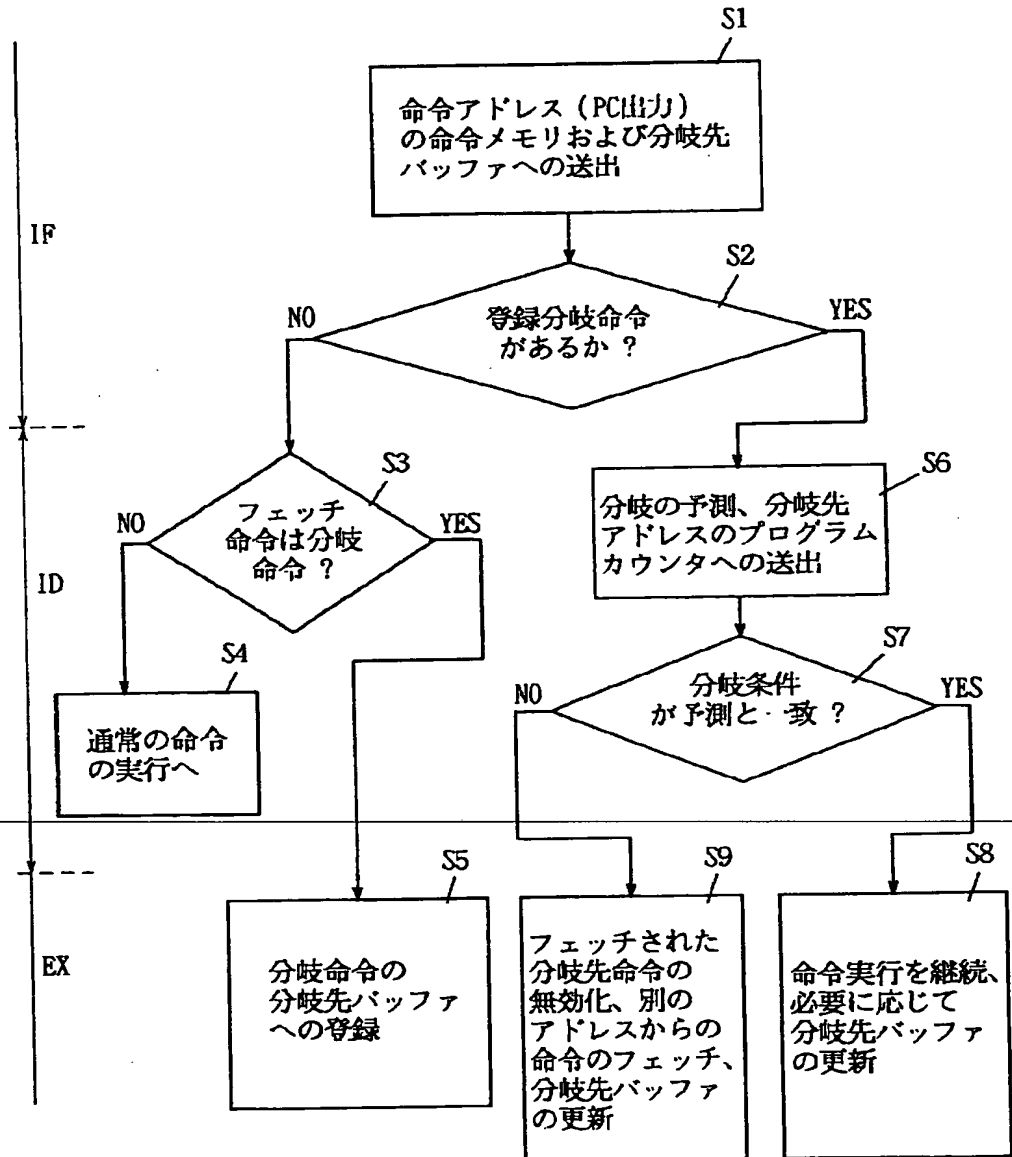 S1
命令アドレス (PC出力)
の命令メモリおよび分岐先
バッファへの送出
IF
S2
NO
登録分岐命令
があるか ?
YES
S3
NO
フェッチ
命令は分岐
命令 ?
YES
S6
分岐の予測、分岐先
アドレスのプログラム
カウンタへの送出
ID
S4
通常の命令
の実行へ
S7
NO
分岐条件
が予測と一致 ?
YES
EX
S5
分岐命令の
分岐先バッファ
への登録
S9
フェッチされた
分岐先命令の
無効化、別の
アドレスからの
命令のフェッチ、
分岐先バッファ
の更新
S8
命令実行を継続、
必要に応じて
分岐先バッファ
の更新